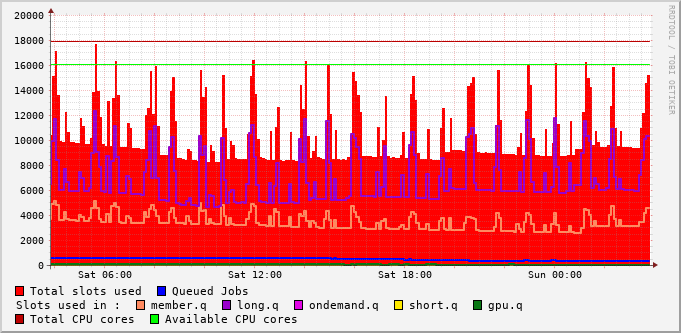 RRDTOOL / TOBI OETIKER
20000
18000
16000
14000
12000
10000
8000
6000
4000
2000
0
Sat 06:00 Sat 12:00 Sat 18:00 Sun 00:00
Total slots used Queued Jobs
Slots used in : member.q long.q ondemand.q short.q gpu.q
Total CPU cores Available CPU cores